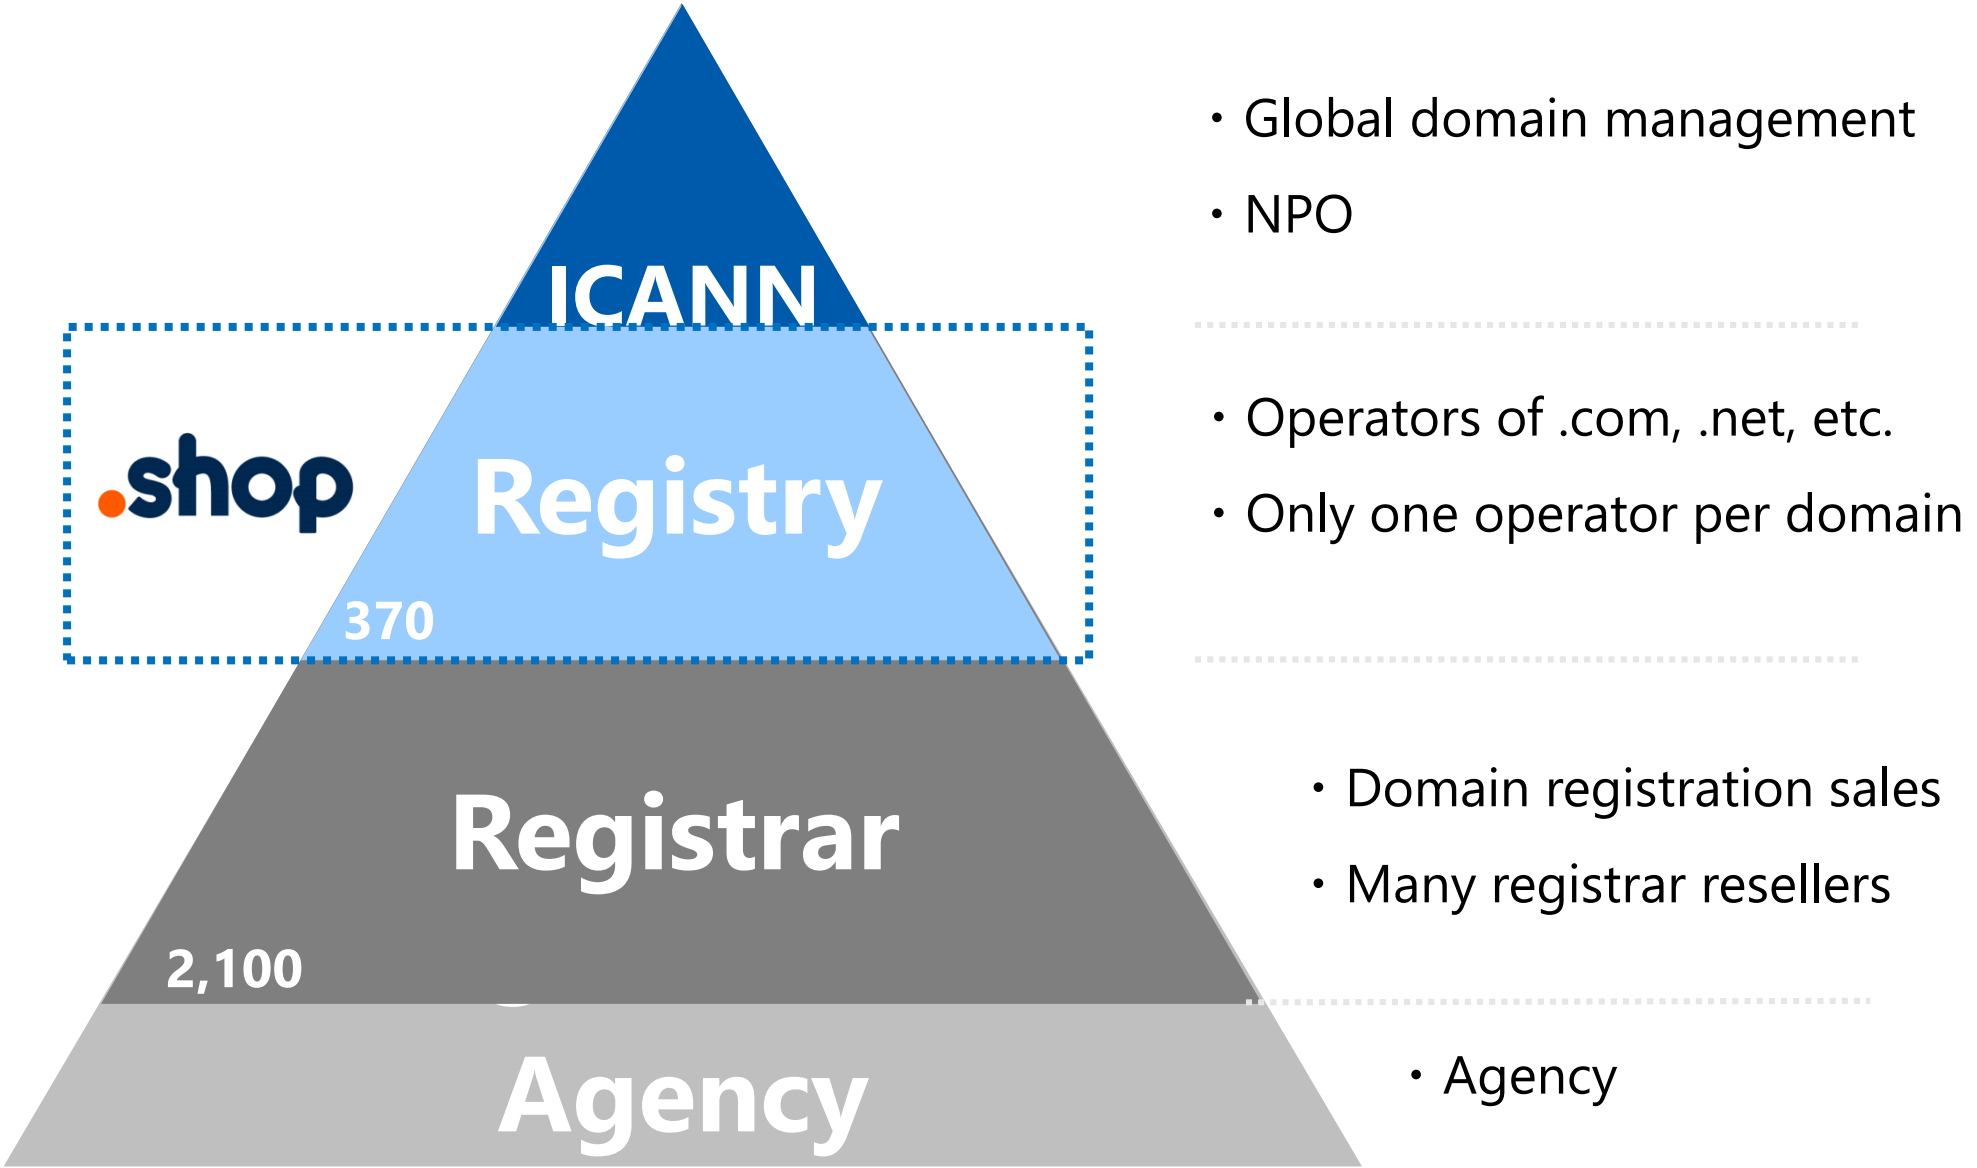 ICANN
・Global domain management
・NPO
.shop
Registry
370
・Operators of .com, .net, etc.
・Only one operator per domain
Registrar
2,100
・Domain registration sales
・Many registrar resellers
Agency
・Agency